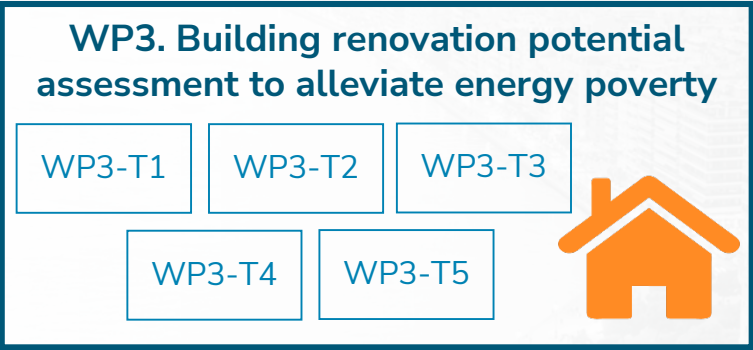 WP3. Building renovation potential
assessment to alleviate energy poverty
WP3-T1
WP3-T2
WP3-T3
WP3-T4
WP3-T5